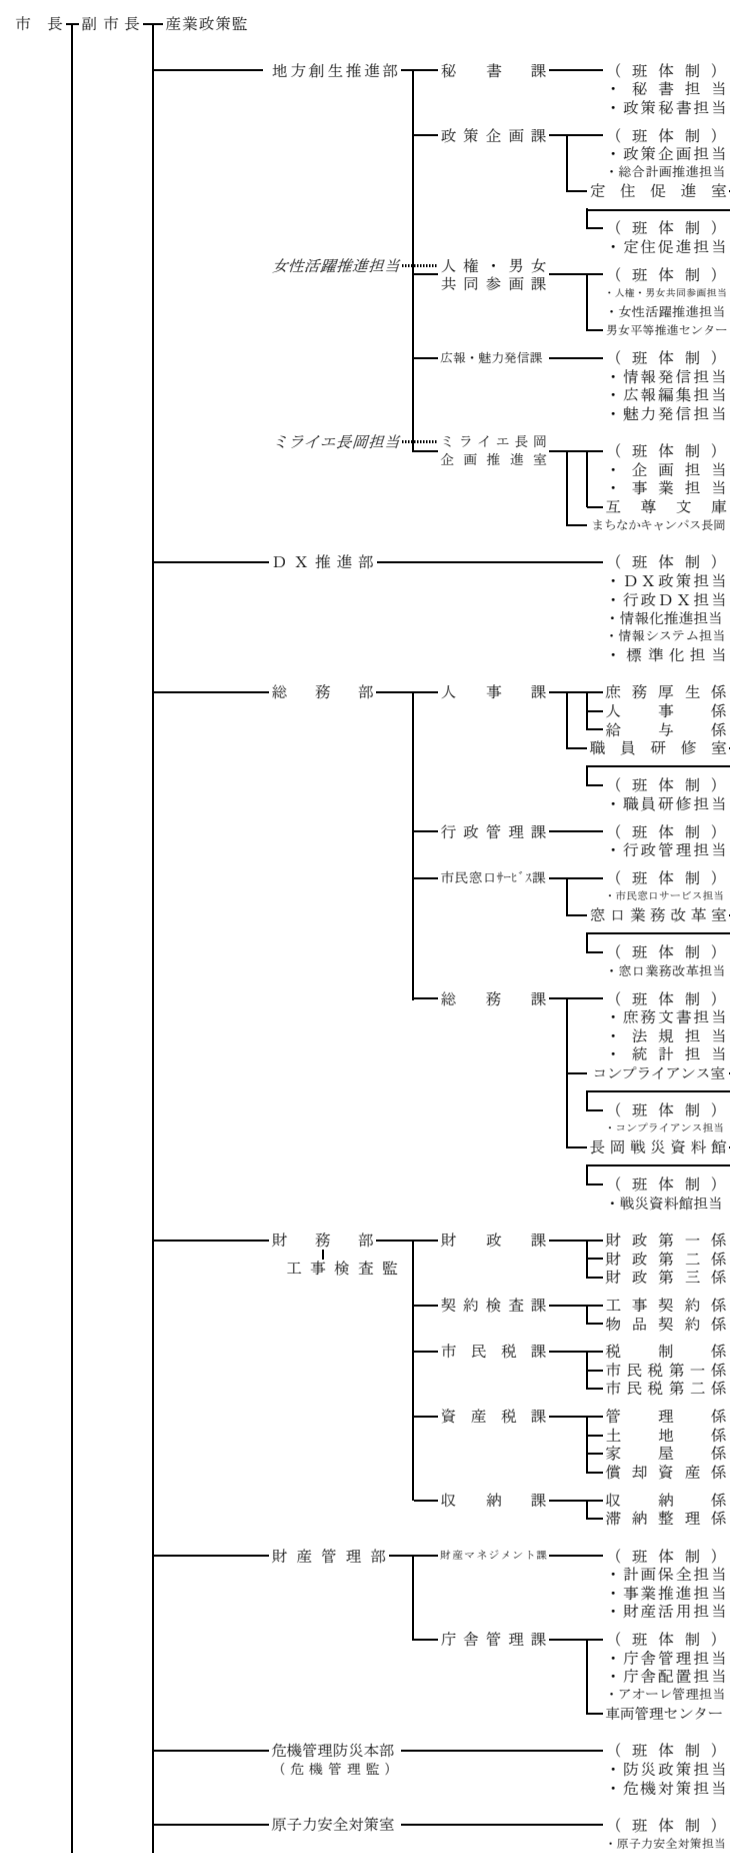 市長 副市長 産業政策監
地方創生推進部 秘書課 (班体制)
・秘書担当
・政策秘書担当
政策企画課 (班体制)
・政策企画担当
・総合計画推進担当
定住促進室
(班体制)
・定住促進担当
女性活躍推進担当 人権・男女
共同参画課 (班体制)
・人権・男女共同参画担当
・女性活躍推進担当
男女平等推進センター
広報・魅力発信課 (班体制)
・情報発信担当
・広報編集担当
・魅力発信担当
ミライエ長岡担当 ミライエ長岡
企画推進室 (班体制)
・企画担当
・事業担当
互尊文庫
まちなかキャンパス長岡
DX推進部 (班体制)
・DX政策担当
・行政DX担当
・情報化推進担当
・情報システム担当
・標準化担当
総務部 人事課 庶務厚生係
人事係
給与係
職員研修室
(班体制)
・職員研修担当
行政管理課 (班体制)
・行政管理担当
市民窓口サービス課 (班体制)
・市民窓口サービス担当
窓口業務改革室
(班体制)
・窓口業務改革担当
総務課 (班体制)
・庶務文書担当
・法規担当
・統計担当
コンプライアンス室
(班体制)
・コンプライアンス担当
長岡戦災資料館
(班体制)
・戦災資料館担当
財務部 財政課 財政第一係
財政第二係
工事検査監 財政第三係
契約検査課 工事契約係
物品契約係
市民税課 税制係
市民税第一係
市民税第二係
資産税課 管理係
土地係
家屋係
償却資産係
収納課 収納係
滞納整理係
財産管理部 財産マネジメント課 (班体制)
・計画保全担当
・事業推進担当
・財産活用担当
庁舎管理課 (班体制)
・庁舎管理担当
・庁舎配置担当
・アオーレ管理担当
車両管理センター
危機管理防災本部 (班体制)
(危機管理監) ・防災政策担当
・危機対策担当
原子力安全対策室 (班体制)
・原子力安全対策担当